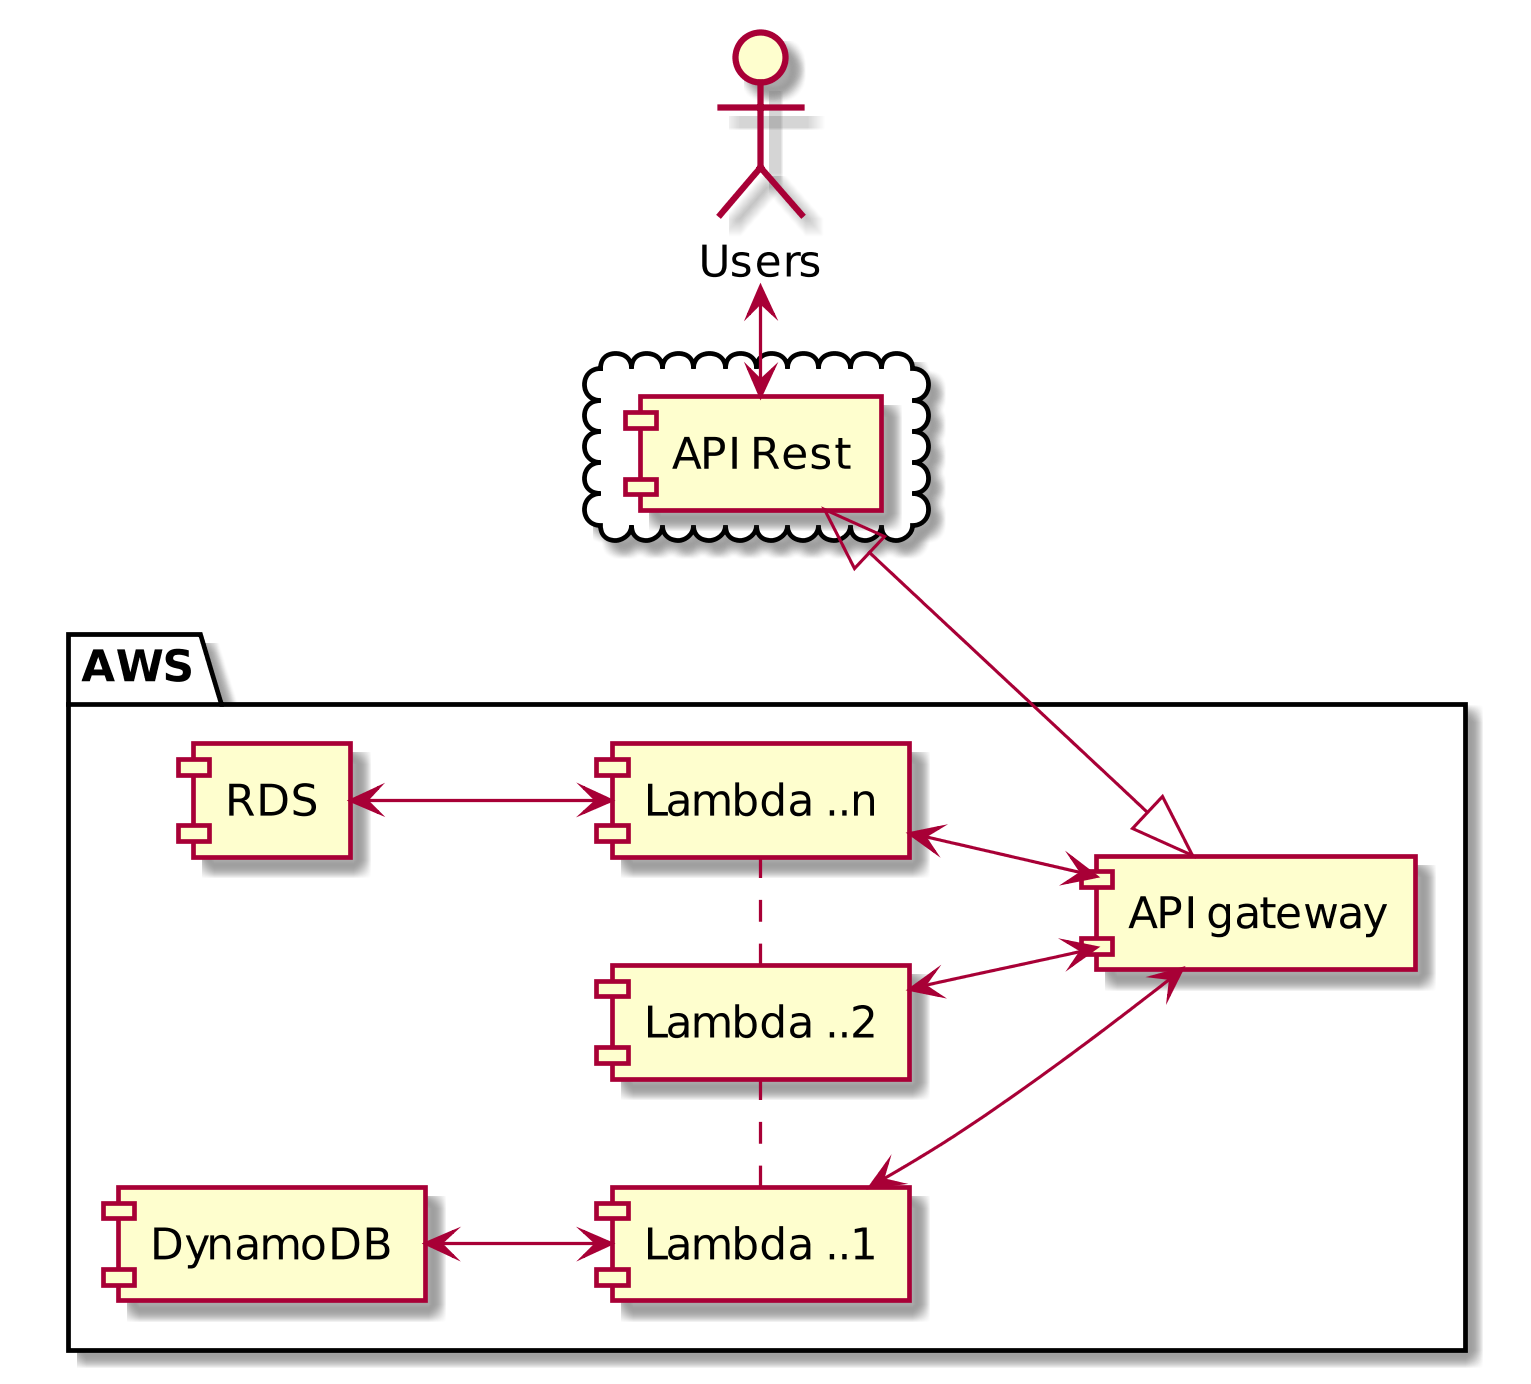 Users
API Rest
AWS
RDS
Lambda ..n
API gateway
Lambda ..2
DynamoDB
Lambda ..1